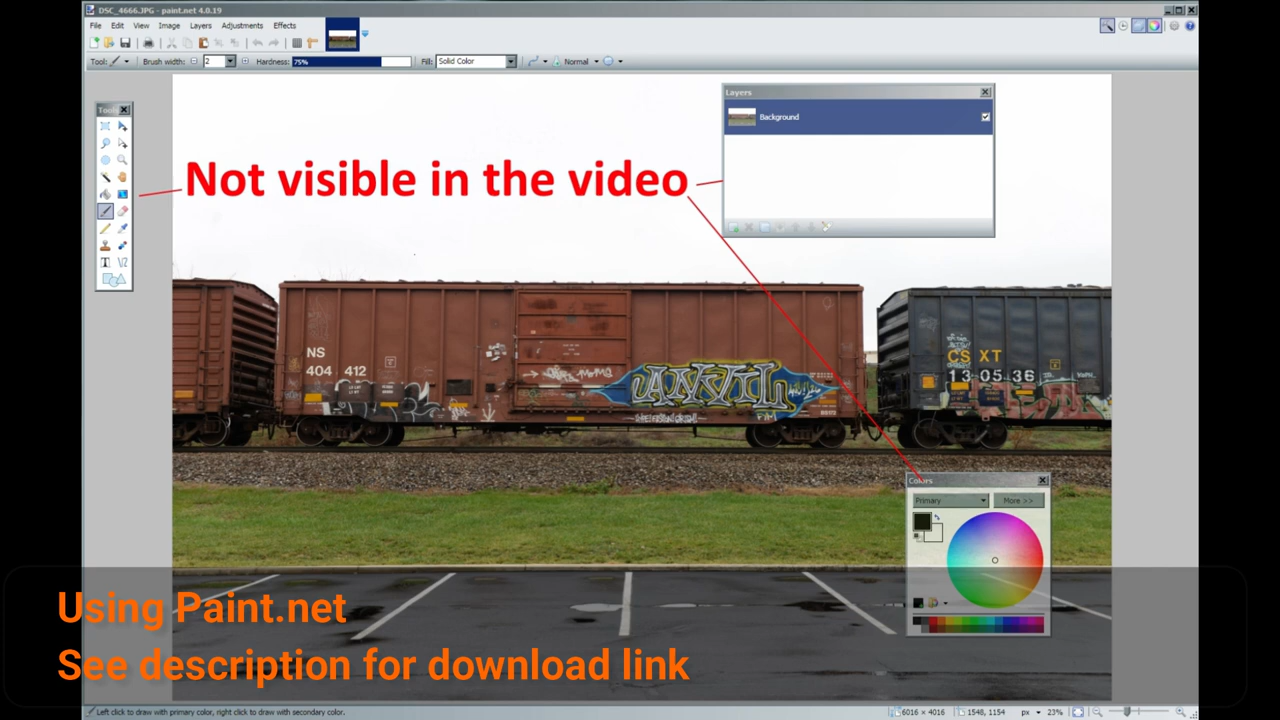 DSC_4666.JPG - paint.net 4.0.19
File Edit View Image Layers Adjustments Effects
Tool: Brush width: 2 Hardness: 75% Fill: Solid Color Normal
Tools
Layers
Background
Not visible in the video
NS
404 412
ANVIL
CSXT
130536
Colors
Primary More >>
Using Paint.net
See description for download link
Left click to draw with primary color, right click to draw with secondary color. 6016 × 4016 1548, 1154 px 23%